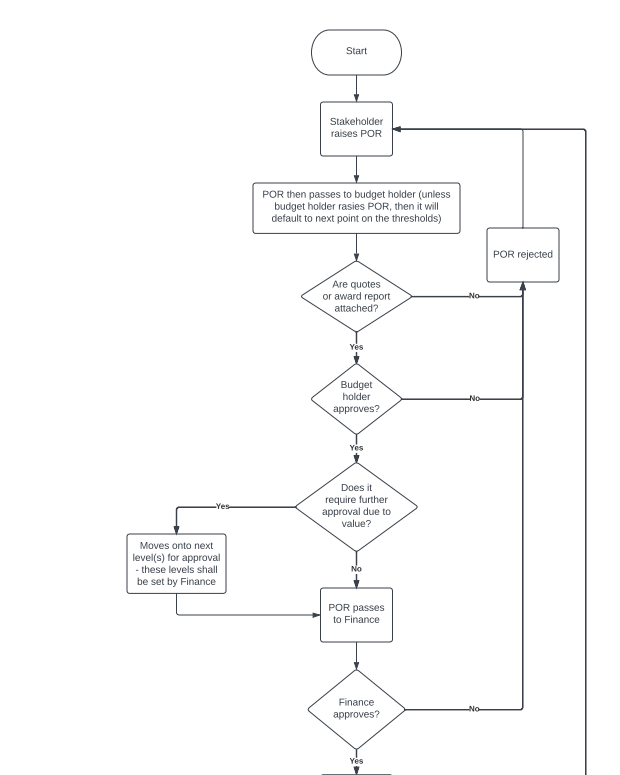 Start
Stakeholder
raises POR
POR then passes to budget holder (unless
budget holder rasies POR, then it will
default to next point on the thresholds)
POR rejected
Are quotes
or award report
attached?
No
Yes
Budget
holder
approves?
No
Yes
Does it
require further
approval due to
value?
Yes
Moves onto next
level(s) for approval
- these levels shall
be set by Finance
No
POR passes
to Finance
Finance
approves?
No
Yes